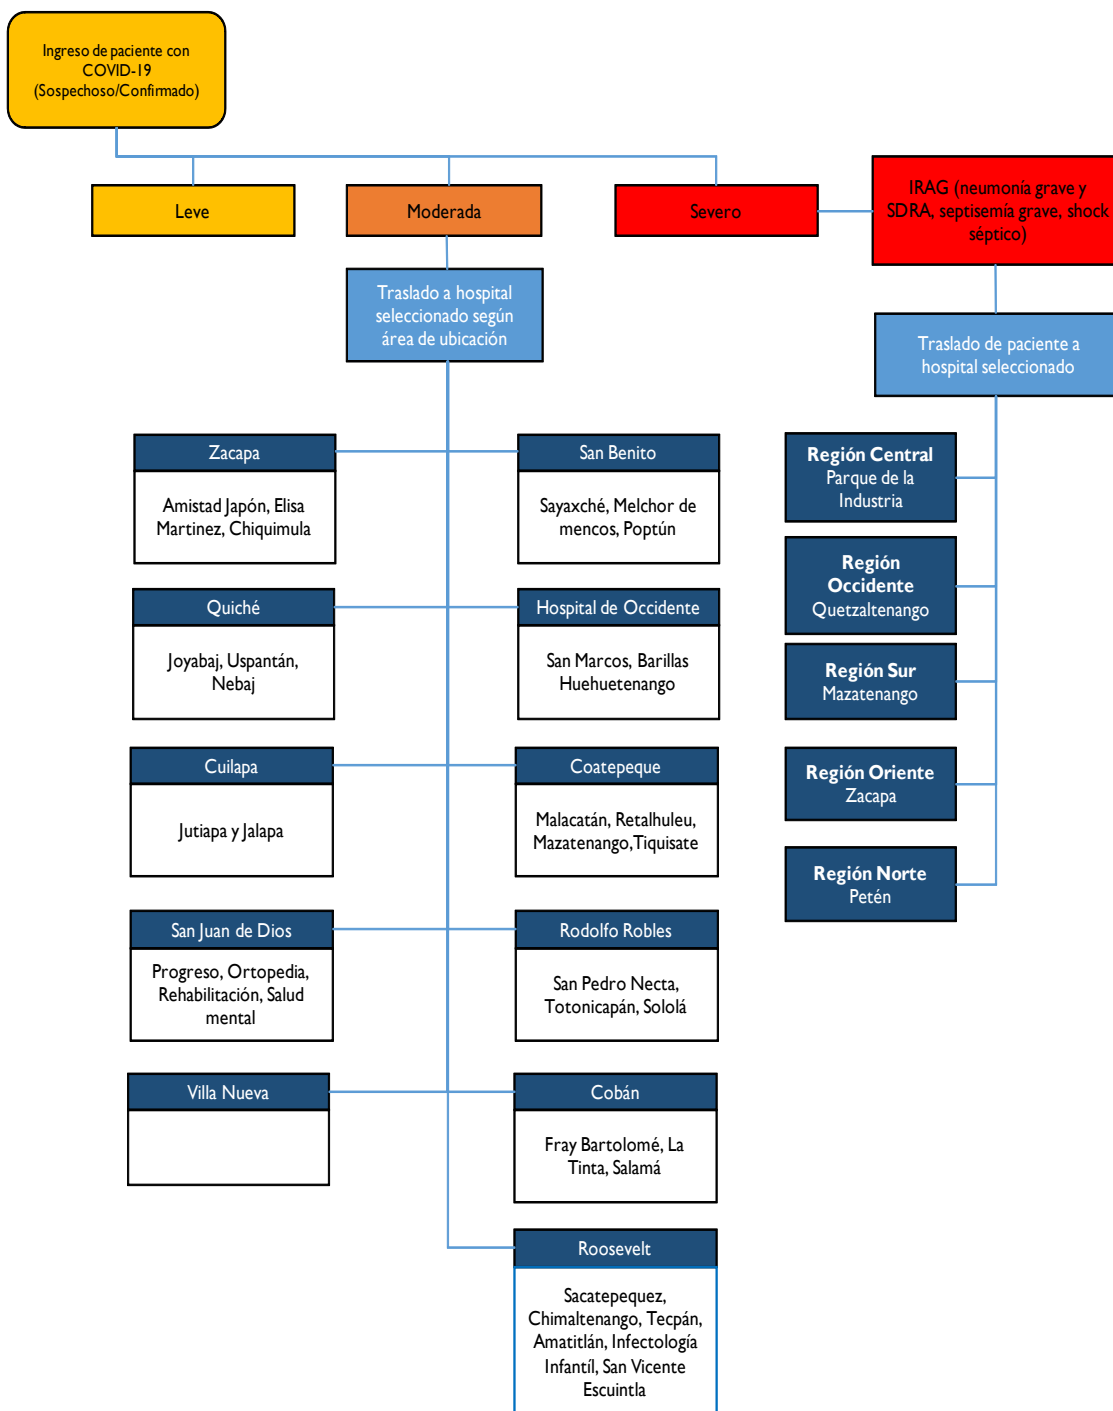 Ingreso de paciente con
COVID-19
(Sospechoso/Confirmado)
Leve
Moderada
Severo
IRAG (neumonía grave y
SDRA, septisemía grave, shock
séptico)
Traslado a hospital
seleccionado según
área de ubicación
Traslado de paciente a
hospital seleccionado
Zacapa
Amistad Japón, Elisa
Martinez, Chiquimula
San Benito
Sayaxché, Melchor de
mencos, Poptún
Quiché
Joyabaj, Uspantán,
Nebaj
Hospital de Occidente
San Marcos, Barillas
Huehuetenango
Cuilapa
Jutiapa y Jalapa
Coatepeque
Malacatán, Retalhuleu,
Mazatenango,Tiquisate
San Juan de Dios
Progreso, Ortopedia,
Rehabilitación, Salud
mental
Rodolfo Robles
San Pedro Necta,
Totonicapán, Sololá
Villa Nueva
Cobán
Fray Bartolomé, La
Tinta, Salamá
Roosevelt
Sacatepequez,
Chimaltenango, Tecpán,
Amatitlán, Infectología
Infantíl, San Vicente
Escuintla
Región Central
Parque de la
Industria
Región
Occidente
Quetzaltenango
Región Sur
Mazatenango
Región Oriente
Zacapa
Región Norte
Petén